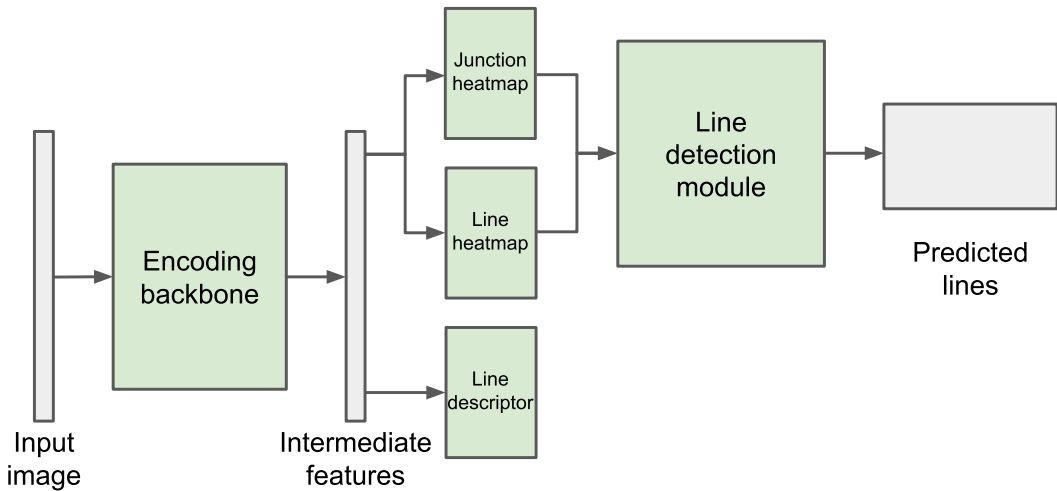 Input
image
Encoding
backbone
Intermediate
features
Junction
heatmap
Line
heatmap
Line
descriptor
Line
detection
module
Predicted
lines